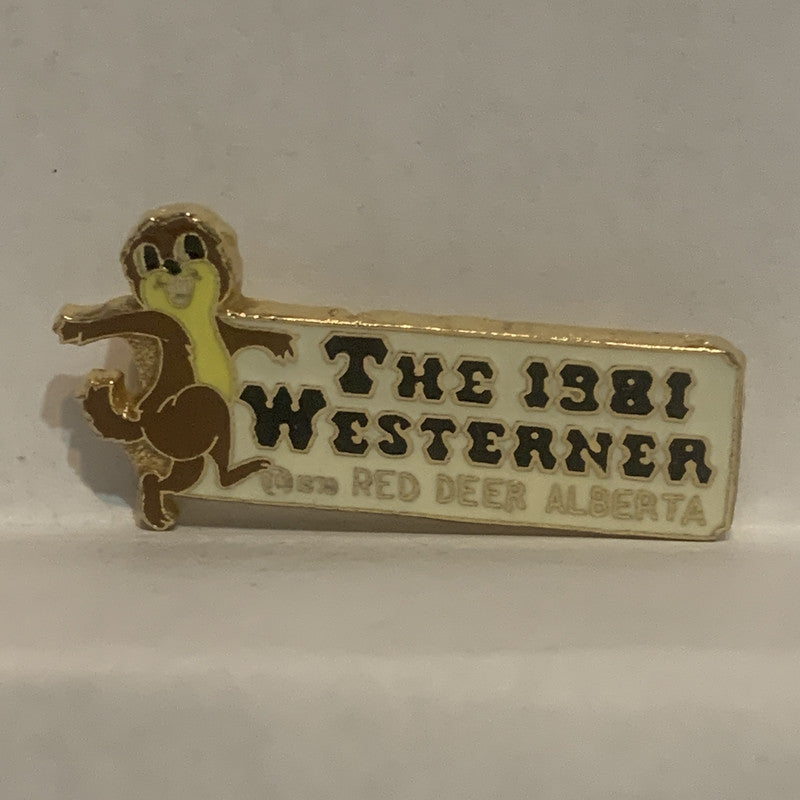 THE 1981
WESTERNER
RED DEER ALBERTA